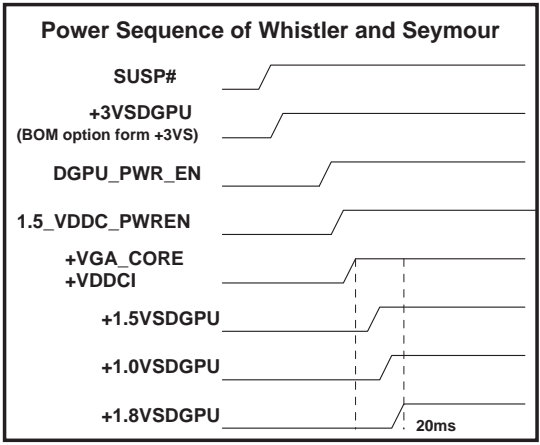 Power Sequence of Whistler and Seymour
SUSP#
+3VSDGPU
(BOM option form +3VS)
DGPU_PWR_EN
1.5_VDDC_PWREN
+VGA_CORE
+VDDCI
+1.5VSDGPU
+1.0VSDGPU
+1.8VSDGPU
20ms